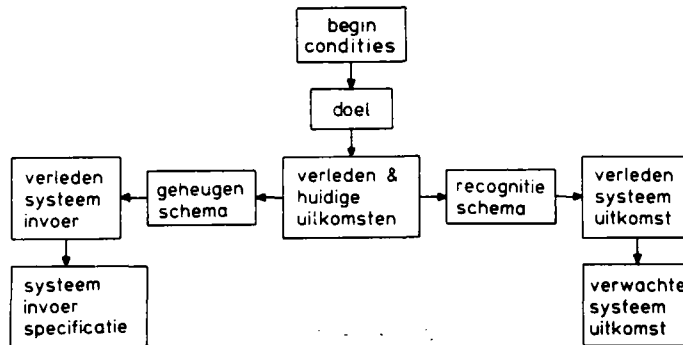 begin
condities
doel
verleden
systeem
invoer
geheugen
schema
verleden &
huidige
uilkomsten
recognitie
schema
verleden
systeem
uitkomst
systeem
invoer
specificatie
verwachte
systeem
uitkomst